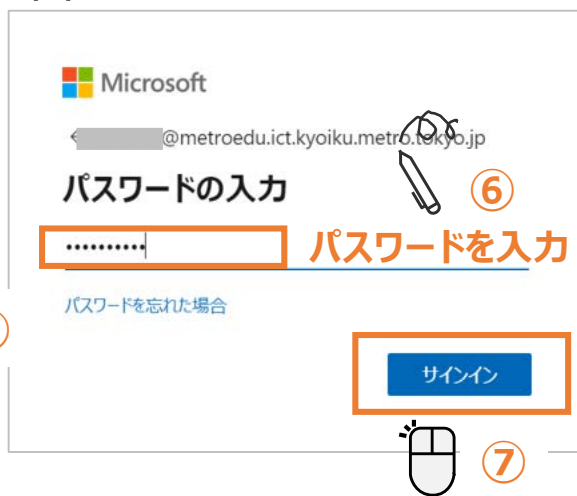 Microsoft
@metroedu.ict.kyoiku.metro.tokyo.jp
パスワードの入力
⑥
••••••••••
パスワードを入力
パスワードを忘れた場合
サインイン
⑦